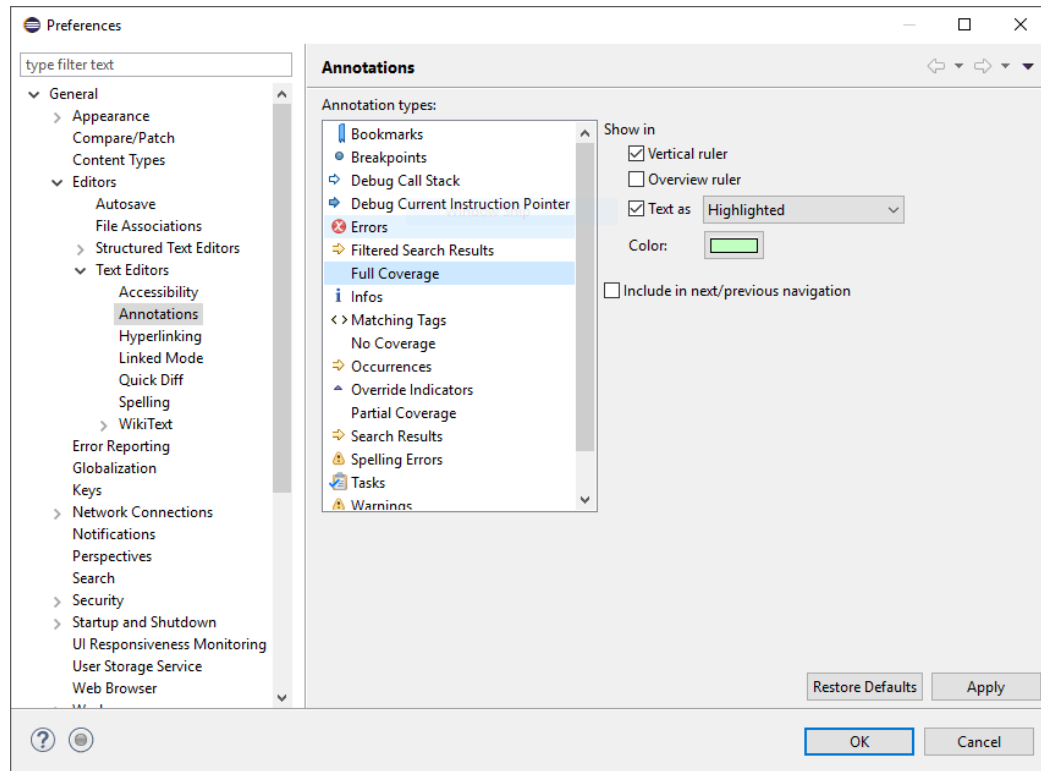 Preferences
type filter text
General
Appearance
Compare/Patch
Content Types
Editors
Autosave
File Associations
Structured Text Editors
Text Editors
Accessibility
Annotations
Hyperlinking
Linked Mode
Quick Diff
Spelling
WikiText
Error Reporting
Globalization
Keys
Network Connections
Notifications
Perspectives
Search
Security
Startup and Shutdown
UI Responsiveness Monitoring
User Storage Service
Web Browser
Annotations
Annotation types:
Bookmarks
Breakpoints
Debug Call Stack
Debug Current Instruction Pointer
Errors
Filtered Search Results
Full Coverage
Infos
Matching Tags
No Coverage
Occurrences
Override Indicators
Partial Coverage
Search Results
Spelling Errors
Tasks
Warnings
Show in
Vertical ruler
Overview ruler
Text as Highlighted
Color:
Include in next/previous navigation
Restore Defaults Apply
OK Cancel